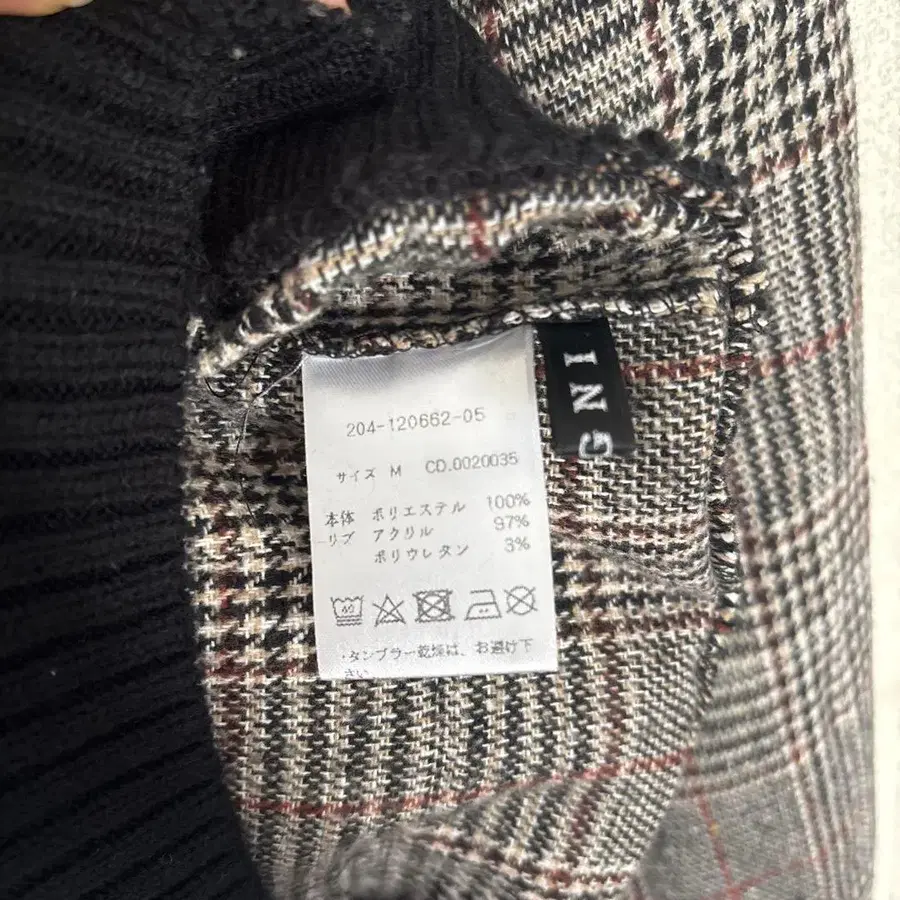 204-120662-05
サイズ M CD.0020035
本体 ポリエステル 100%
リブ アクリル 97%
ポリウレタン 3%
40
・タンブラー乾燥は、お避け下
さい
INGNI